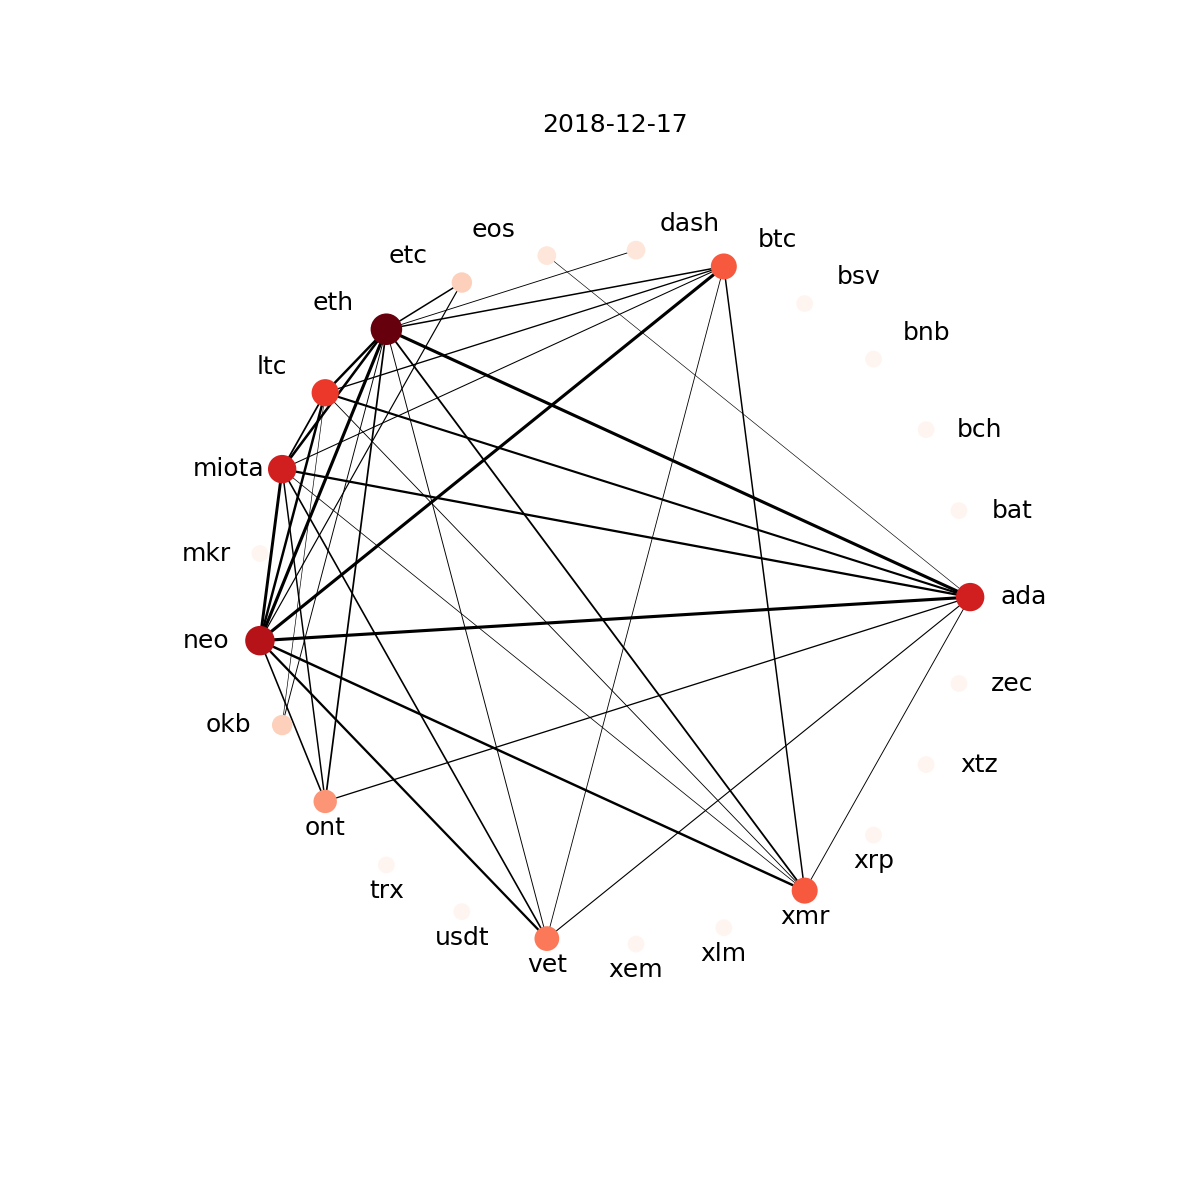 2018-12-17
dash
eos
btc
etc
bsv
eth
bnb
ltc
bch
miota
bat
mkr
ada
neo
zec
okb
xtz
ont
xrp
trx
xmr
usdt
xlm
vet
xem